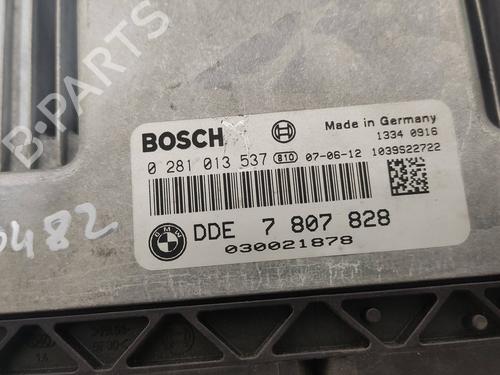 B-PARTS
BOSCH
Made in Germany
1334 0916
0 281 013 537 810 07-06-12 1039S22722
BMW
DDE 7 807 828
030021878
0482